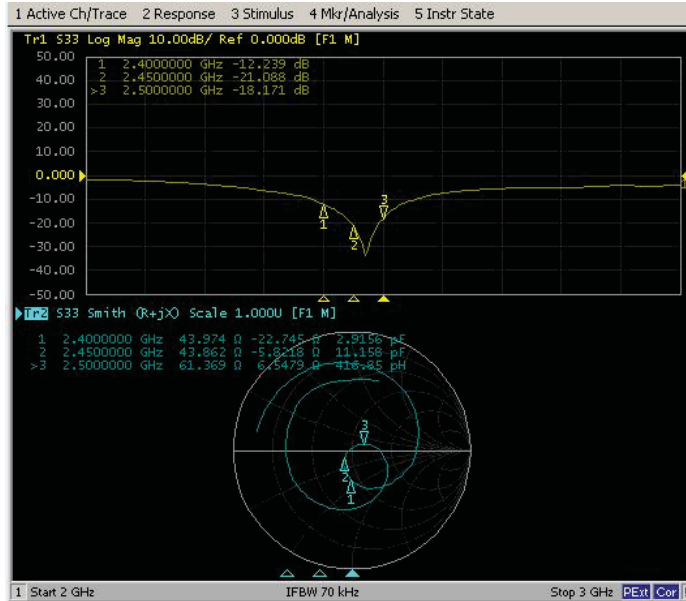 1 Active Ch/Trace 2 Response 3 Stimulus 4 Mkr/Analysis 5 Instr State
Tr1 S33 Log Mag 10.00dB/ Ref 0.000dB [F1 M]
50.00
1 2.4000000 GHz -12.239 dB
2 2.4500000 GHz -21.088 dB
>3 2.5000000 GHz -18.171 dB
40.00
30.00
20.00
10.00
0.000
-10.00
-20.00
-30.00
-40.00
-50.00
1
2
3
Tr2 S33 Smith (R+jX) Scale 1.000U [F1 M]
1 2.4000000 GHz 43.974 Ω -22.745 Ω 2.9156 pF
2 2.4500000 GHz 43.862 Ω -5.8218 Ω 11.158 pF
>3 2.5000000 GHz 61.369 Ω 6.5479 Ω 416.85 pH
3
2
1
1 Start 2 GHz IFBW 70 kHz Stop 3 GHz PExt Cor